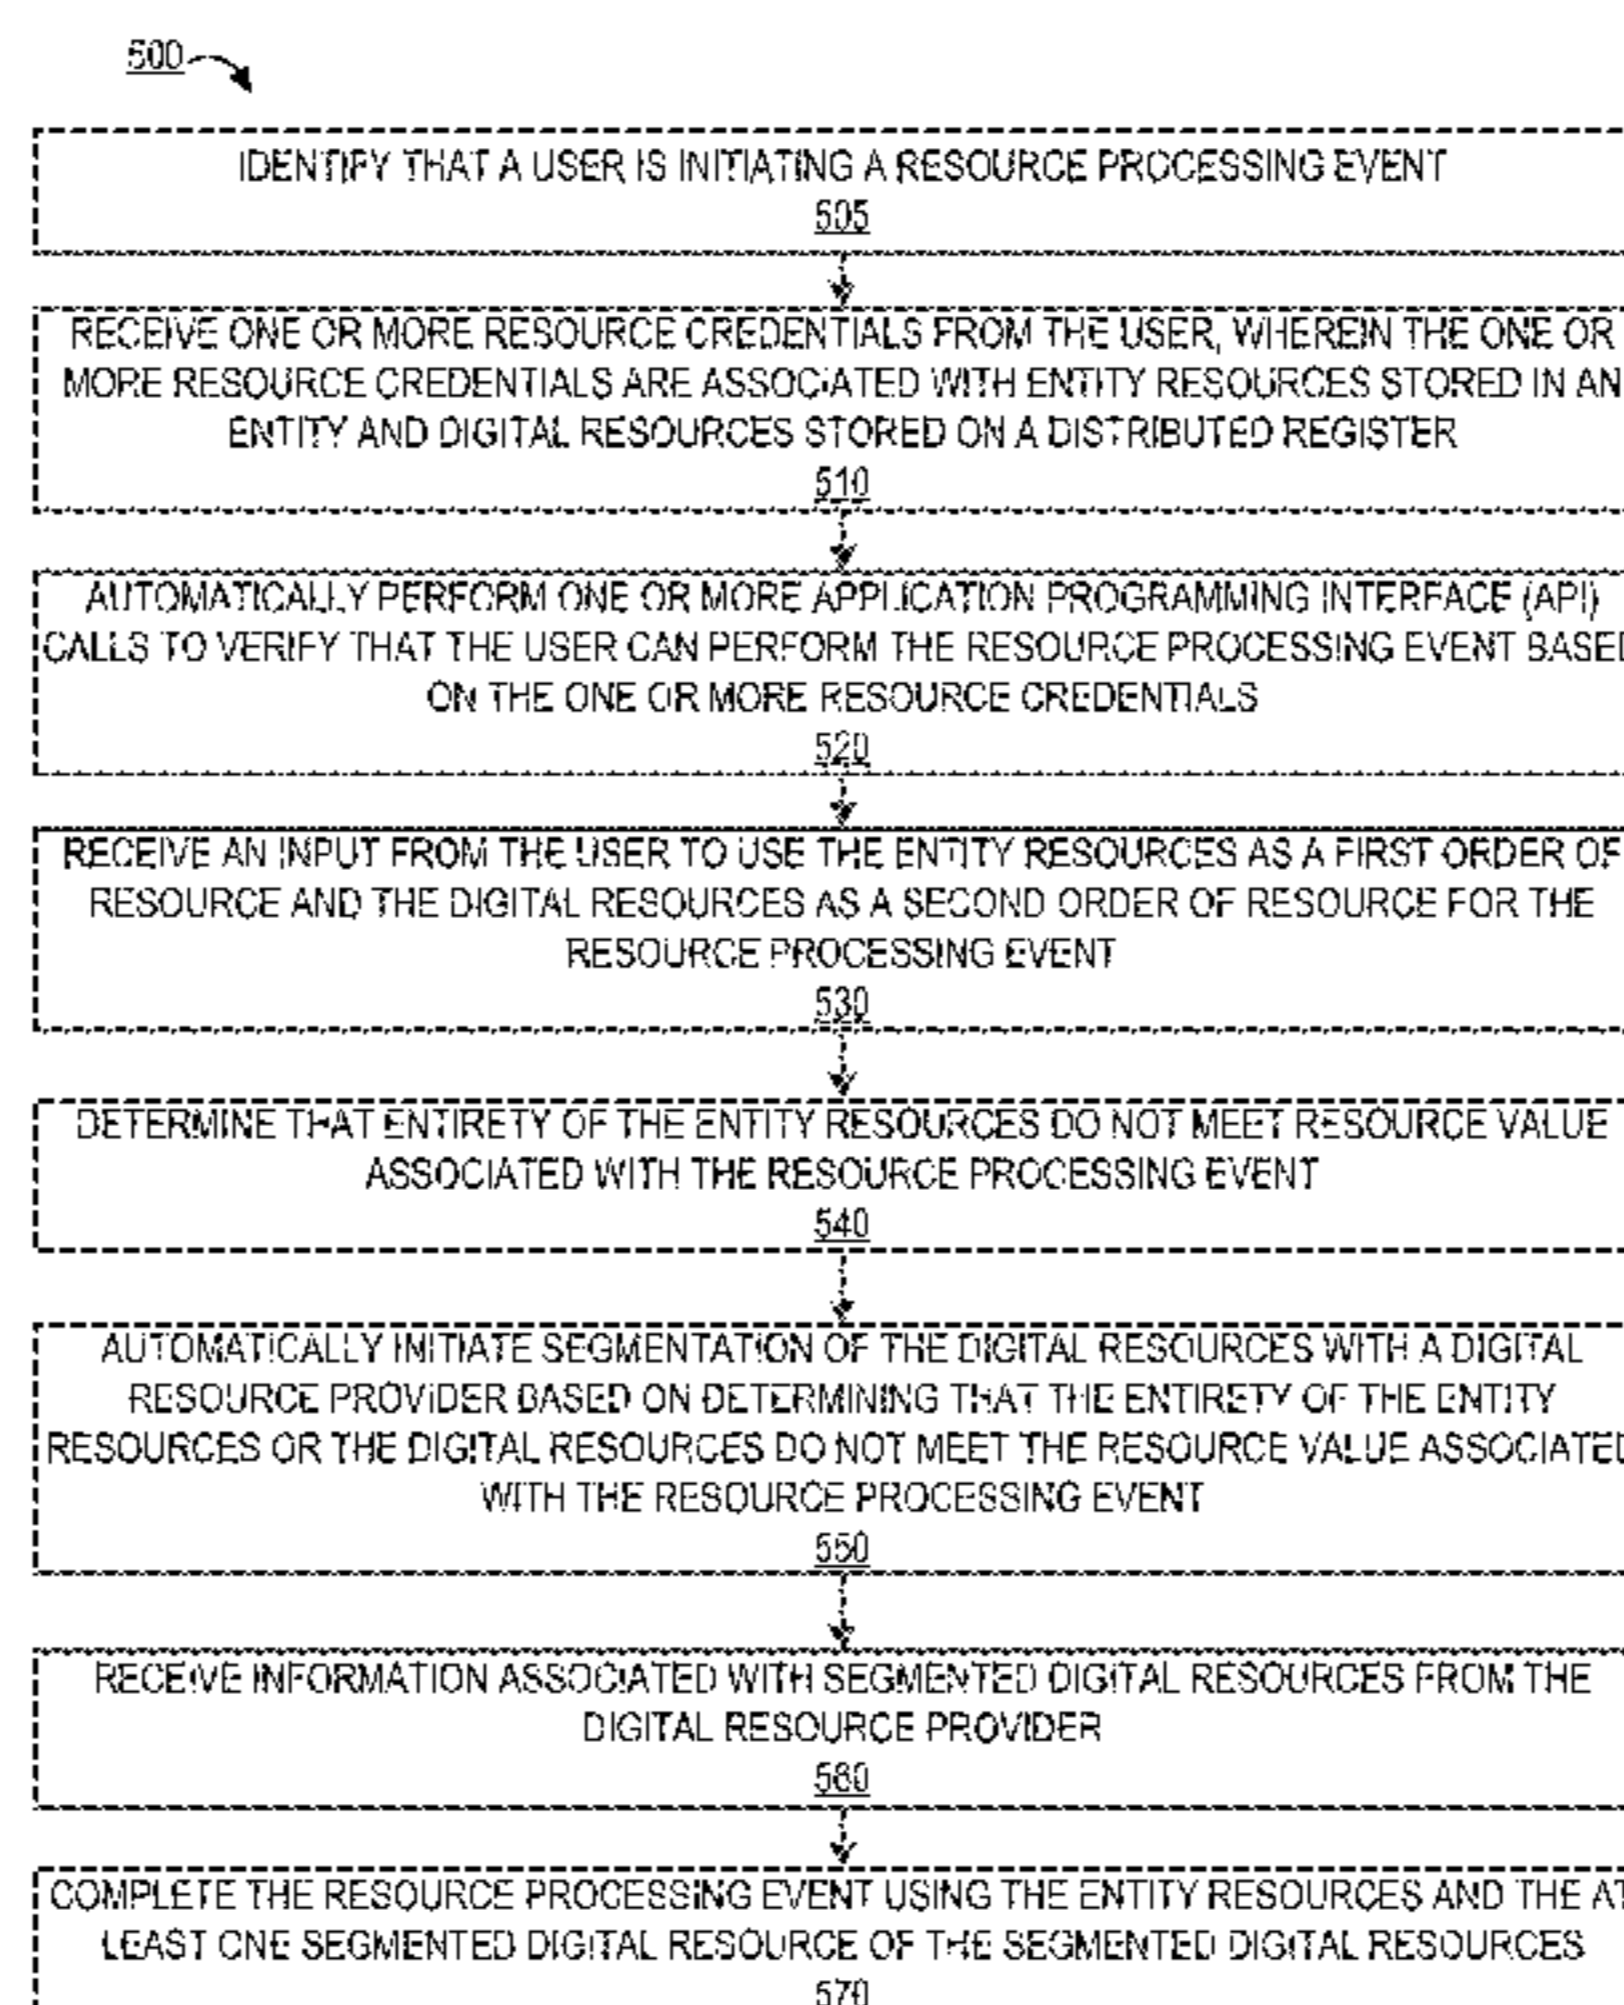 500
IDENTIFY THAT A USER IS INITIATING A RESOURCE PROCESSING EVENT
505
RECEIVE ONE OR MORE RESOURCE CREDENTIALS FROM THE USER, WHEREIN THE ONE OR
MORE RESOURCE CREDENTIALS ARE ASSOCIATED WITH ENTITY RESOURCES STORED IN AN
ENTITY AND DIGITAL RESOURCES STORED ON A DISTRIBUTED REGISTER
510
AUTOMATICALLY PERFORM ONE OR MORE APPLICATION PROGRAMMING INTERFACE (API)
CALLS TO VERIFY THAT THE USER CAN PERFORM THE RESOURCE PROCESSING EVENT BASED
ON THE ONE OR MORE RESOURCE CREDENTIALS
520
RECEIVE AN INPUT FROM THE USER TO USE THE ENTITY RESOURCES AS A FIRST ORDER OF
RESOURCE AND THE DIGITAL RESOURCES AS A SECOND ORDER OF RESOURCE FOR THE
RESOURCE PROCESSING EVENT
530
DETERMINE THAT ENTIRETY OF THE ENTITY RESOURCES DO NOT MEET RESOURCE VALUE
ASSOCIATED WITH THE RESOURCE PROCESSING EVENT
540
AUTOMATICALLY INITIATE SEGMENTATION OF THE DIGITAL RESOURCES WITH A DIGITAL
RESOURCE PROVIDER BASED ON DETERMINING THAT THE ENTIRETY OF THE ENTITY
RESOURCES OR THE DIGITAL RESOURCES DO NOT MEET THE RESOURCE VALUE ASSOCIATED
WITH THE RESOURCE PROCESSING EVENT
550
RECEIVE INFORMATION ASSOCIATED WITH SEGMENTED DIGITAL RESOURCES FROM THE
DIGITAL RESOURCE PROVIDER
560
COMPLETE THE RESOURCE PROCESSING EVENT USING THE ENTITY RESOURCES AND THE AT
LEAST ONE SEGMENTED DIGITAL RESOURCE OF THE SEGMENTED DIGITAL RESOURCES
570